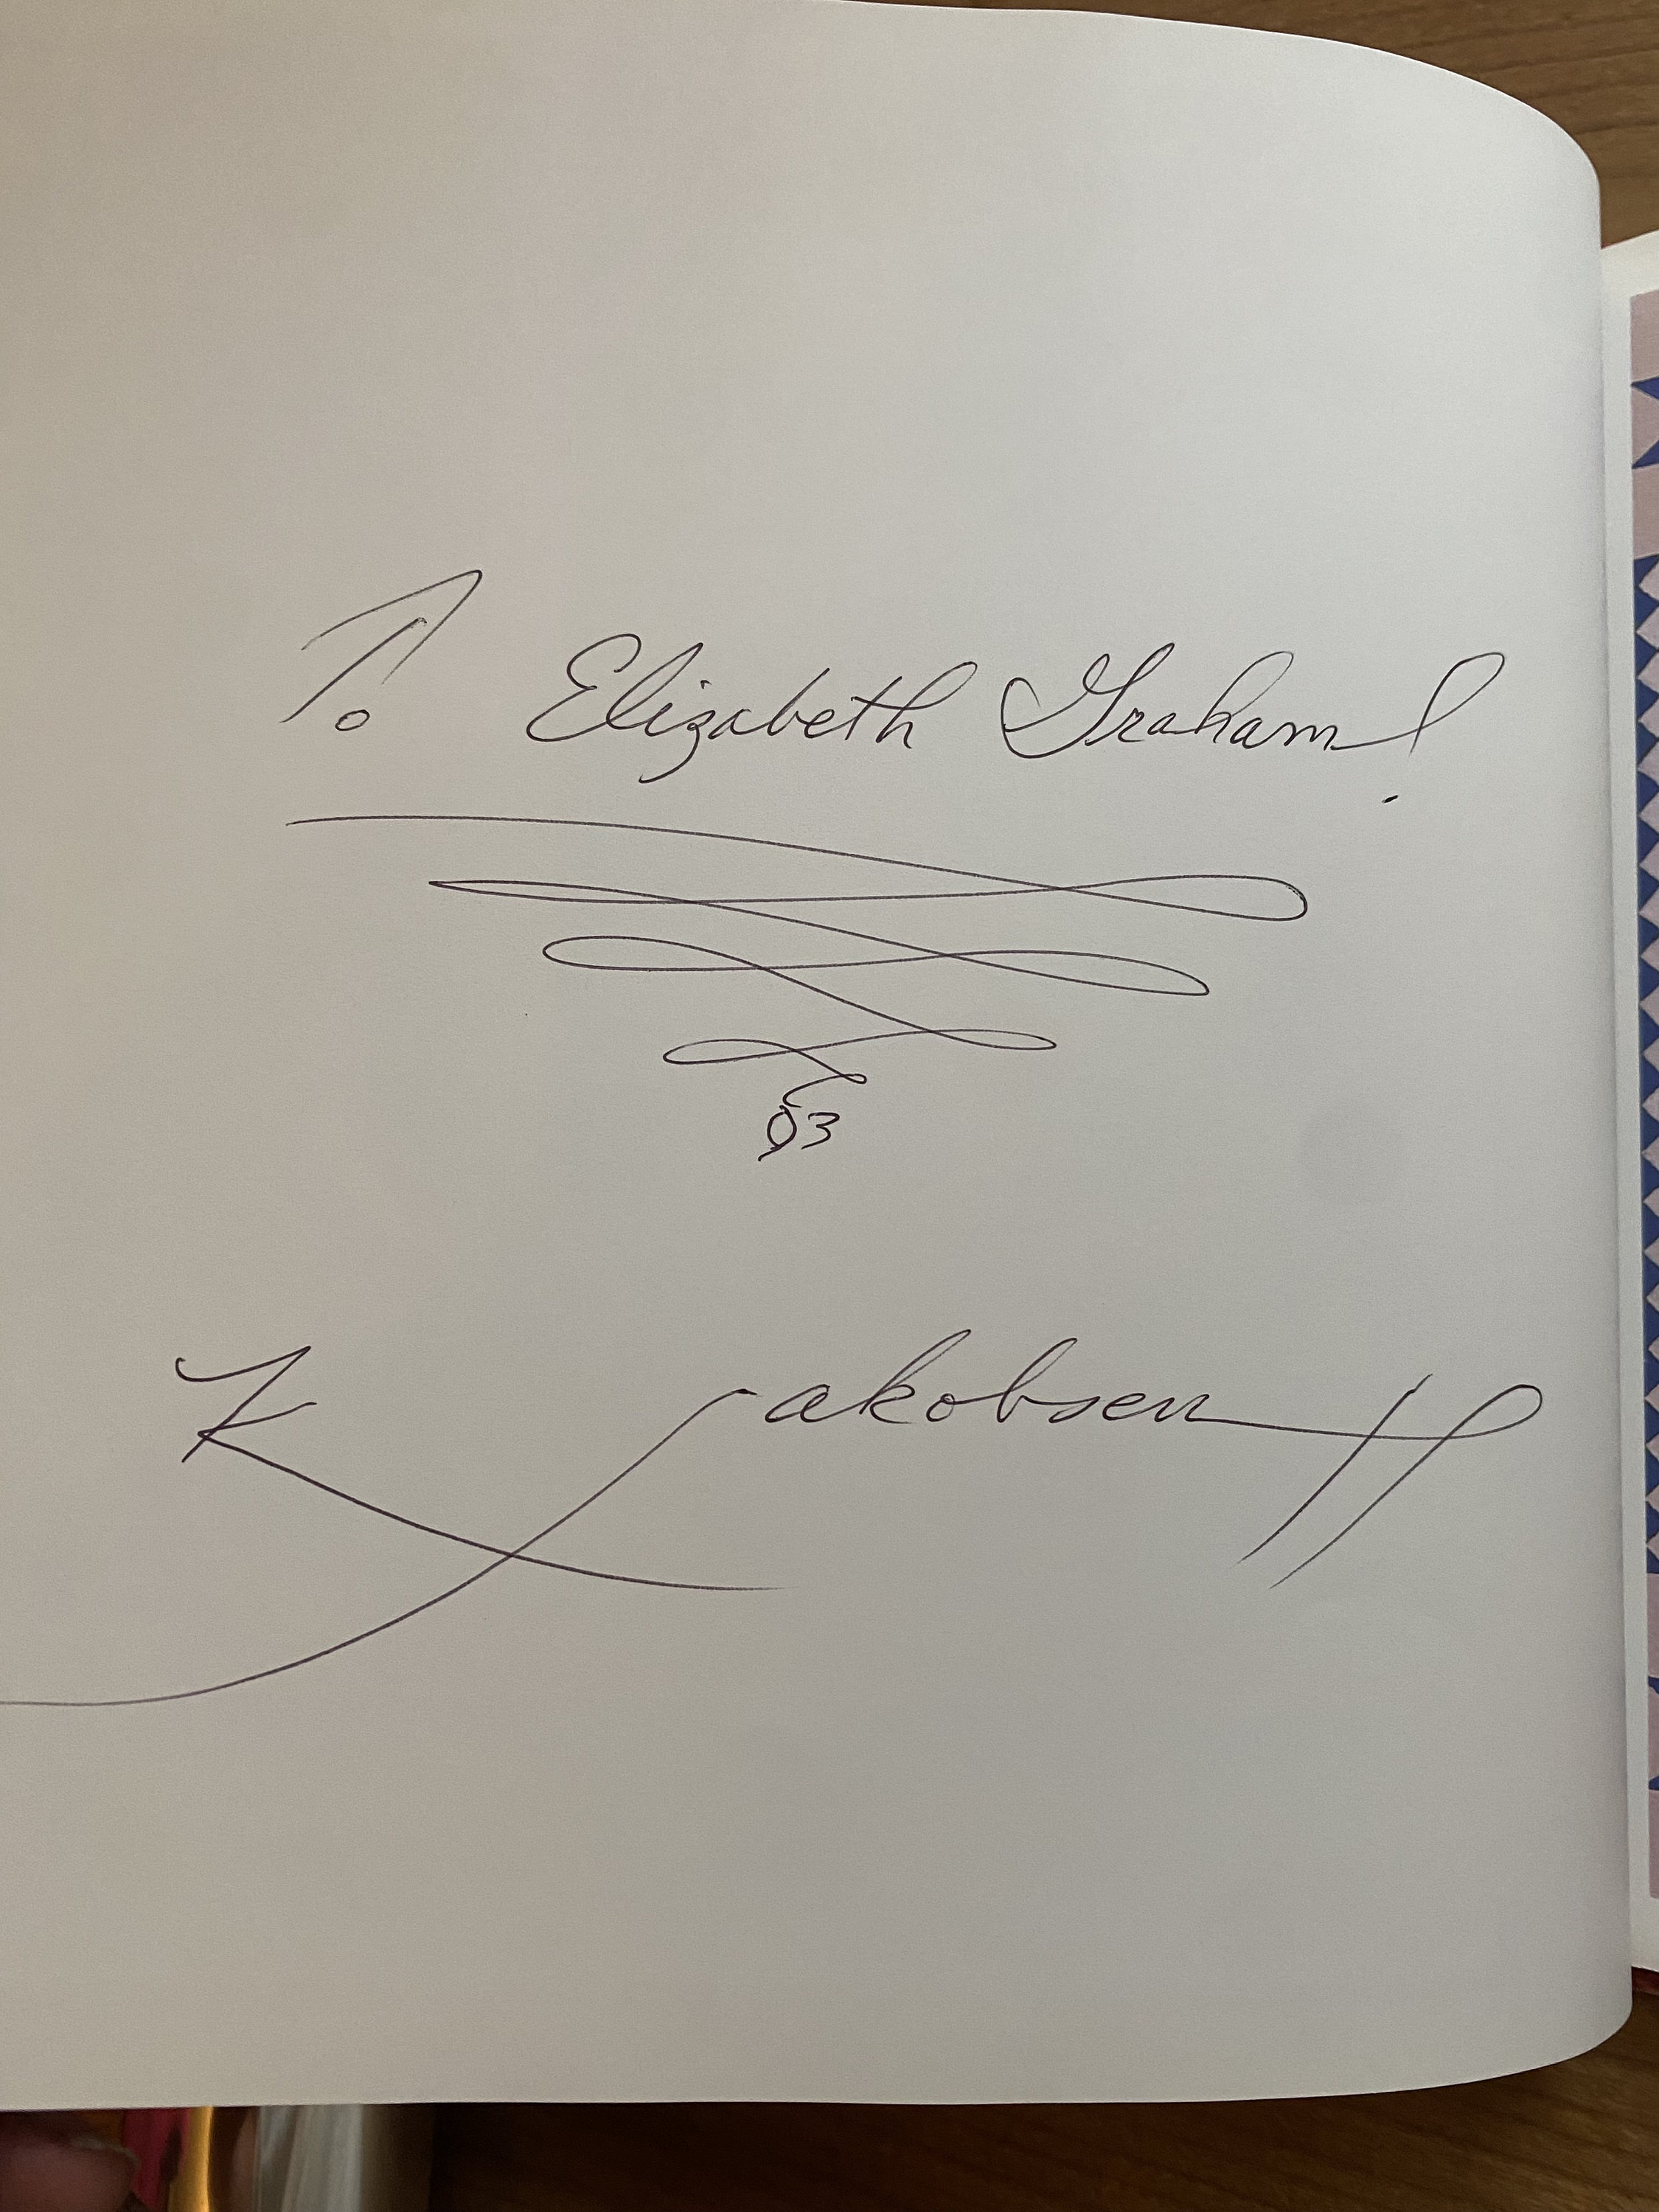 To Elizabeth Graham!
03
K Jakobsen